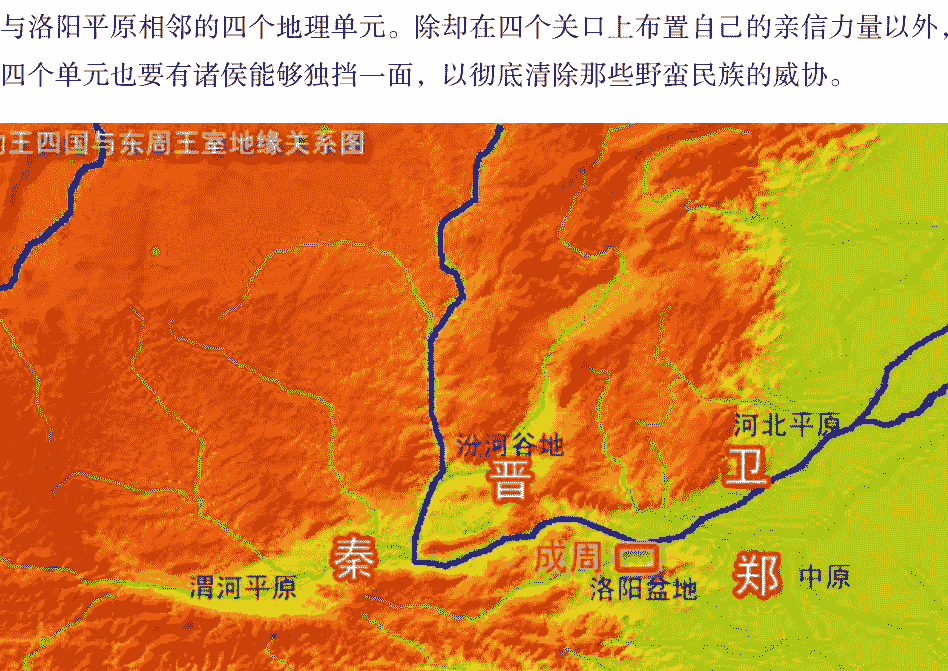 与洛阳平原相邻的四个地理单元。除却在四个关口上布置自己的亲信力量以外，
四个单元也要有诸侯能够独挡一面，以彻底清除那些野蛮民族的威协。
王四国与东周王室地缘关系图
河北平原
汾河谷地
卫
晋
秦
成周
郑
中原
渭河平原
洛阳盆地